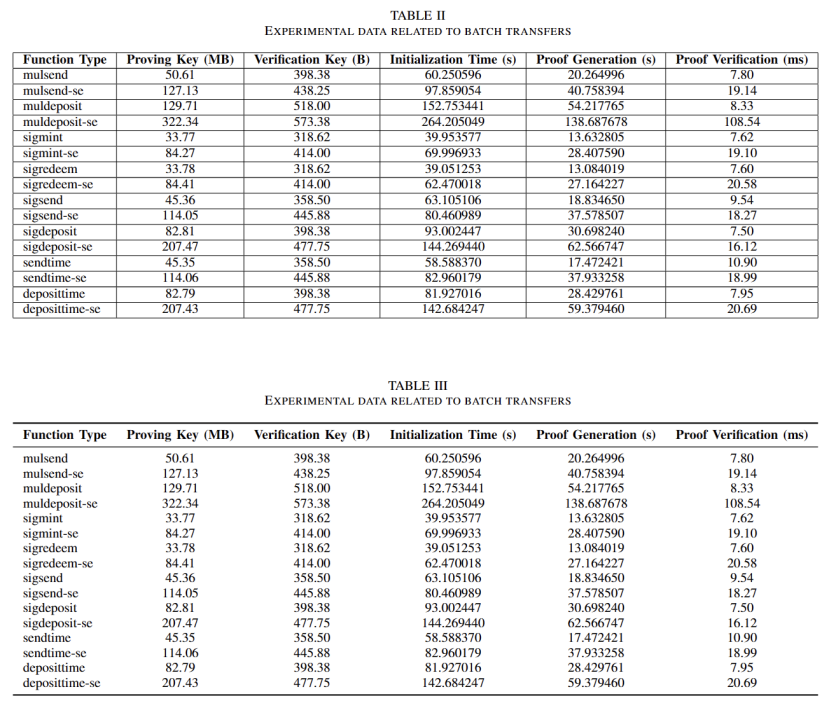 TABLE II
EXPERIMENTAL DATA RELATED TO BATCH TRANSFERS
Function Type Proving Key (MB) Verification Key (B) Initialization Time (s) Proof Generation (s) Proof Verification (ms)
mulsend 50.61 398.38 60.250596 20.264996 7.80
mulsend-se 127.13 438.25 97.859054 40.758394 19.14
muldeposit 129.71 518.00 152.753441 54.217765 8.33
muldeposit-se 322.34 573.38 264.205049 138.687678 108.54
sigmint 33.77 318.62 39.953577 13.632805 7.62
sigmint-se 84.27 414.00 69.996933 28.407590 19.10
sigredeem 33.78 318.62 39.051253 13.084019 7.60
sigredeem-se 84.41 414.00 62.470018 27.164227 20.58
sigsend 45.36 358.50 63.105106 18.834650 9.54
sigsend-se 114.05 445.88 80.460989 37.578507 18.27
sigdeposit 82.81 398.38 93.002447 30.698240 7.50
sigdeposit-se 207.47 477.75 144.269440 62.566747 16.12
sendtime 45.35 358.50 58.588370 17.472421 10.90
sendtime-se 114.06 445.88 82.960179 37.933258 18.99
deposittime 82.79 398.38 81.927016 28.429761 7.95
deposittime-se 207.43 477.75 142.684247 59.379460 20.69
TABLE III
EXPERIMENTAL DATA RELATED TO BATCH TRANSFERS
Function Type Proving Key (MB) Verification Key (B) Initialization Time (s) Proof Generation (s) Proof Verification (ms)
mulsend 50.61 398.38 60.250596 20.264996 7.80
mulsend-se 127.13 438.25 97.859054 40.758394 19.14
muldeposit 129.71 518.00 152.753441 54.217765 8.33
muldeposit-se 322.34 573.38 264.205049 138.687678 108.54
sigmint 33.77 318.62 39.953577 13.632805 7.62
sigmint-se 84.27 414.00 69.996933 28.407590 19.10
sigredeem 33.78 318.62 39.051253 13.084019 7.60
sigredeem-se 84.41 414.00 62.470018 27.164227 20.58
sigsend 45.36 358.50 63.105106 18.834650 9.54
sigsend-se 114.05 445.88 80.460989 37.578507 18.27
sigdeposit 82.81 398.38 93.002447 30.698240 7.50
sigdeposit-se 207.47 477.75 144.269440 62.566747 16.12
sendtime 45.35 358.50 58.588370 17.472421 10.90
sendtime-se 114.06 445.88 82.960179 37.933258 18.99
deposittime 82.79 398.38 81.927016 28.429761 7.95
deposittime-se 207.43 477.75 142.684247 59.379460 20.69